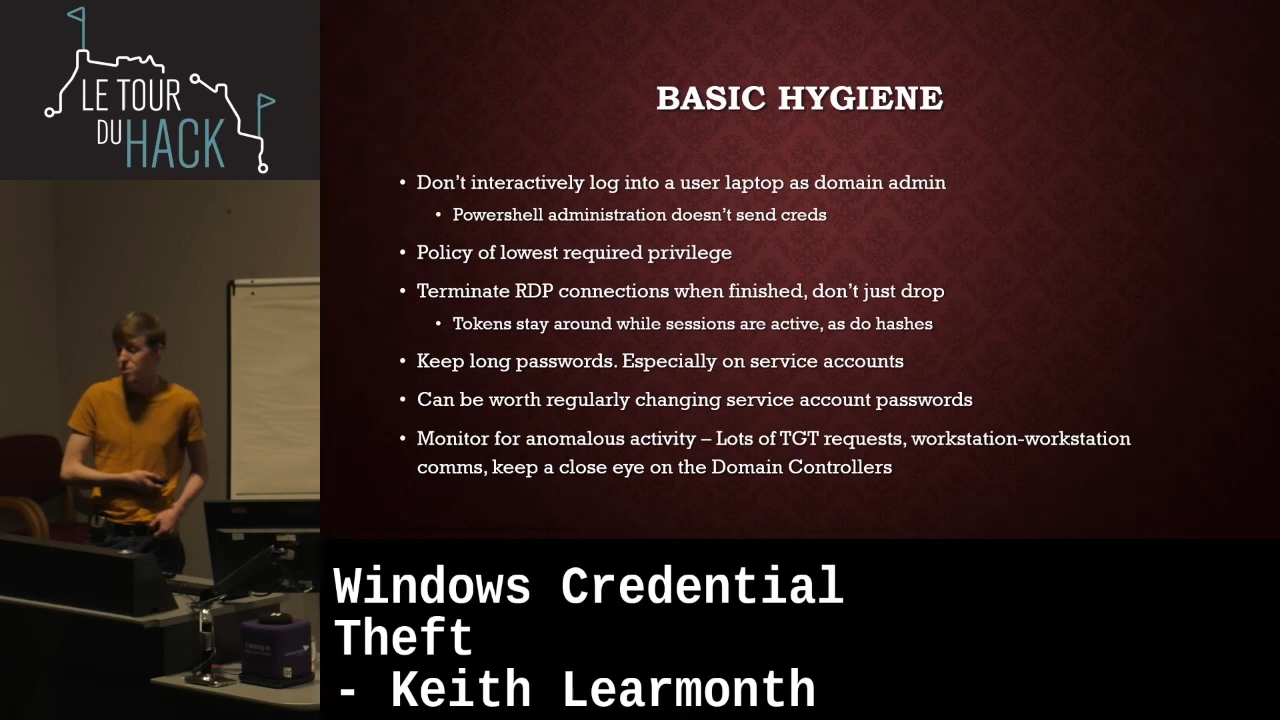 LE TOUR
DU HACK
BASIC HYGIENE
• Don’t interactively log into a user laptop as domain admin
• Powershell administration doesn’t send creds
• Policy of lowest required privilege
• Terminate RDP connections when finished, don’t just drop
• Tokens stay around while sessions are active, as do hashes
• Keep long passwords. Especially on service accounts
• Can be worth regularly changing service account passwords
• Monitor for anomalous activity – Lots of TGT requests, workstation-workstation
comms, keep a close eye on the Domain Controllers
Windows Credential
Theft
- Keith Learmonth